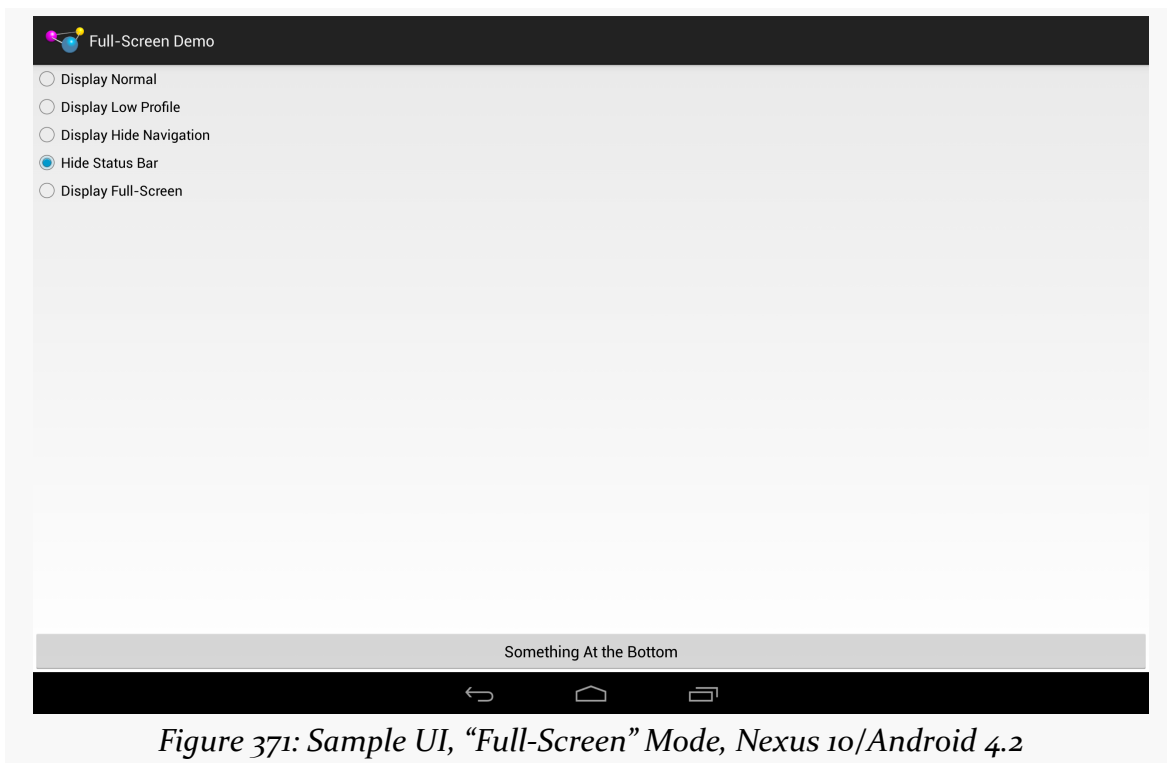 Full-Screen Demo
Display Normal
Display Low Profile
Display Hide Navigation
Hide Status Bar
Display Full-Screen
Something At the Bottom
Figure 371: Sample UI, “Full-Screen” Mode, Nexus 10/Android 4.2